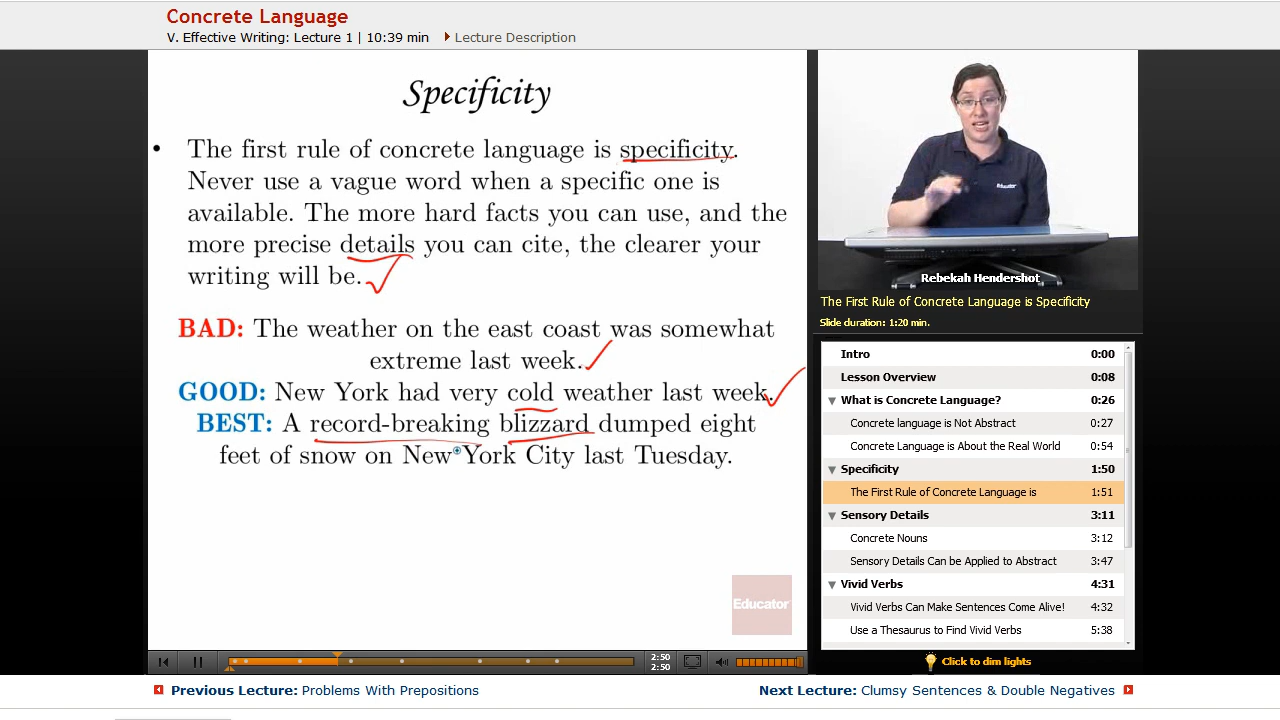 Concrete Language
V. Effective Writing: Lecture 1 | 10:39 min Lecture Description
Specificity
• The first rule of concrete language is specificity.
Never use a vague word when a specific one is
available. The more hard facts you can use, and the
more precise details you can cite, the clearer your
writing will be.
BAD: The weather on the east coast was somewhat
extreme last week.
GOOD: New York had very cold weather last week.
BEST: A record-breaking blizzard dumped eight
feet of snow on New York City last Tuesday.
Educator
2:50
2:50
Educator
Rebekah Hendershot
The First Rule of Concrete Language is Specificity
Slide duration: 1:20 min.
Intro 0:00
Lesson Overview 0:08
What is Concrete Language? 0:26
Concrete language is Not Abstract 0:27
Concrete Language is About the Real World 0:54
Specificity 1:50
The First Rule of Concrete Language is 1:51
Sensory Details 3:11
Concrete Nouns 3:12
Sensory Details Can be Applied to Abstract 3:47
Vivid Verbs 4:31
Vivid Verbs Can Make Sentences Come Alive! 4:32
Use a Thesaurus to Find Vivid Verbs 5:38
Click to dim lights
Previous Lecture: Problems With Prepositions
Next Lecture: Clumsy Sentences & Double Negatives